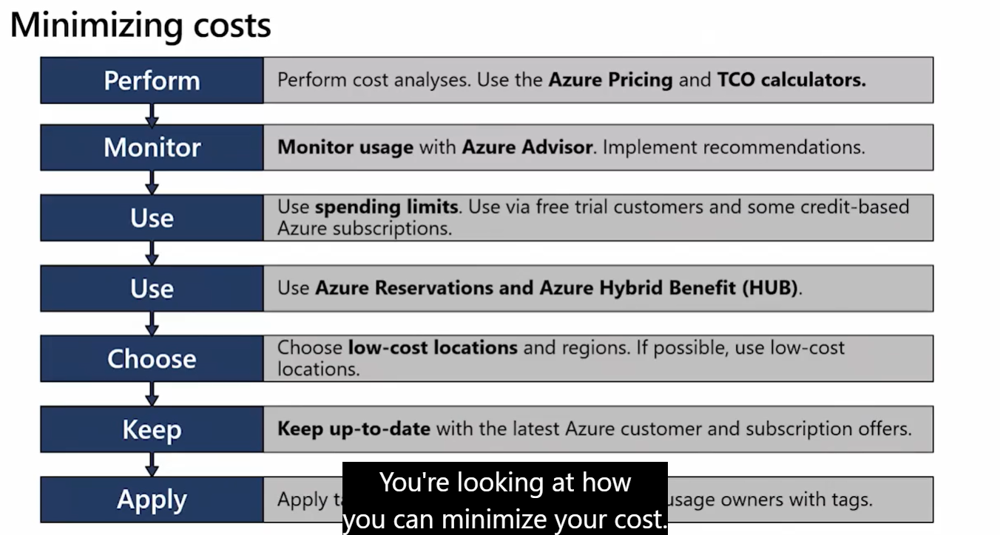 Minimizing costs
Perform
Perform cost analyses. Use the Azure Pricing and TCO calculators.
Monitor
Monitor usage with Azure Advisor. Implement recommendations.
Use
Use spending limits. Use via free trial customers and some credit-based
Azure subscriptions.
Use
Use Azure Reservations and Azure Hybrid Benefit (HUB).
Choose
Choose low-cost locations and regions. If possible, use low-cost
locations.
Keep
Keep up-to-date with the latest Azure customer and subscription offers.
Apply
Apply usage owners with tags.
You're looking at how
you can minimize your cost.